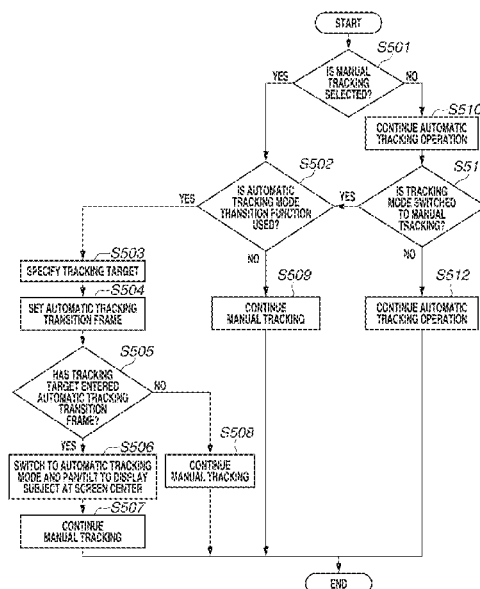 START
S501
IS MANUAL
TRACKING
SELECTED?
YES
NO
S510
CONTINUE AUTOMATIC
TRACKING OPERATION
S502
IS AUTOMATIC
TRACKING MODE
TRANSITION FUNCTION
USED?
YES
NO
S51
IS TRACKING
MODE SWITCHED
TO MANUAL
TRACKING?
YES
NO
S503
SPECIFY TRACKING TARGET
S504
SET AUTOMATIC TRACKING
TRANSITION FRAME
S509
CONTINUE
MANUAL TRACKING
S512
CONTINUE AUTOMATIC
TRACKING OPERATION
S505
HAS TRACKING
TARGET ENTERED
AUTOMATIC TRACKING
TRANSITION
FRAME?
NO
YES
S506
SWITCH TO AUTOMATIC TRACKING
MODE AND PAN/TILT TO DISPLAY
SUBJECT AT SCREEN CENTER
S508
CONTINUE
MANUAL TRACKING
S507
CONTINUE
MANUAL TRACKING
END